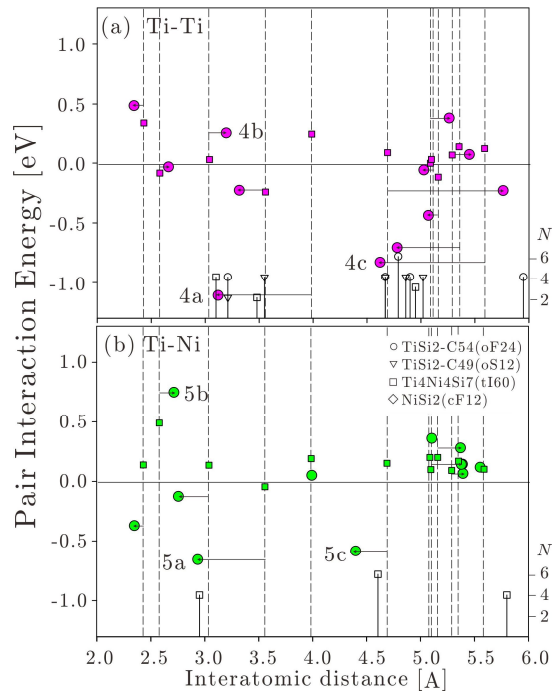 (a) Ti-Ti
1.0
0.5
4b
0.0
-0.5
N
4c
6
-1.0
4
4a
2
Pair Interaction Energy [eV]
(b) Ti-Ni
1.0
TiSi2-C54(oF24)
TiSi2-C49(oS12)
5b
Ti4Ni4Si7(tI60)
0.5
NiSi2(cF12)
0.0
-0.5
5a
5c
N
6
-1.0
4
2
2.0 2.5 3.0 3.5 4.0 4.5 5.0 5.5 6.0
Interatomic distance [A]